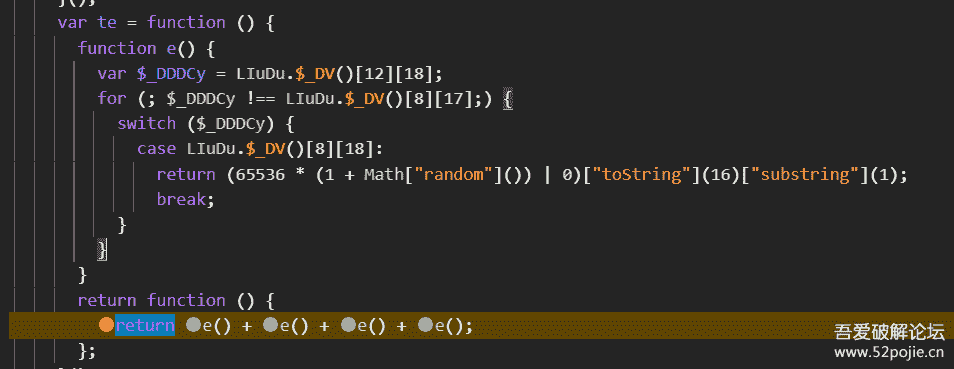 }();
var te = function () {
function e() {
var $_DDDCy = LIuDu.$_DV()[12][18];
for (; $_DDDCy !== LIuDu.$_DV()[8][17];) {
switch ($_DDDCy) {
case LIuDu.$_DV()[8][18]:
return (65536 * (1 + Math["random"]()) | 0)["toString"](16)["substring"](1);
break;
}
}
}
return function () {
return e() + e() + e() + e();
};
吾爱破解论坛
www.52pojie.cn